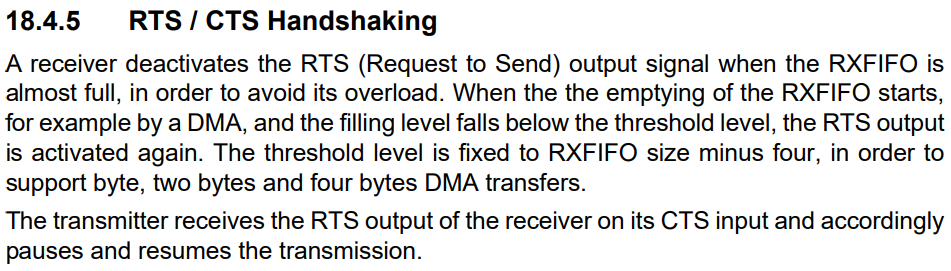 18.4.5 RTS / CTS Handshaking
A receiver deactivates the RTS (Request to Send) output signal when the RXFIFO is
almost full, in order to avoid its overload. When the the emptying of the RXFIFO starts,
for example by a DMA, and the filling level falls below the threshold level, the RTS output
is activated again. The threshold level is fixed to RXFIFO size minus four, in order to
support byte, two bytes and four bytes DMA transfers.
The transmitter receives the RTS output of the receiver on its CTS input and accordingly
pauses and resumes the transmission.